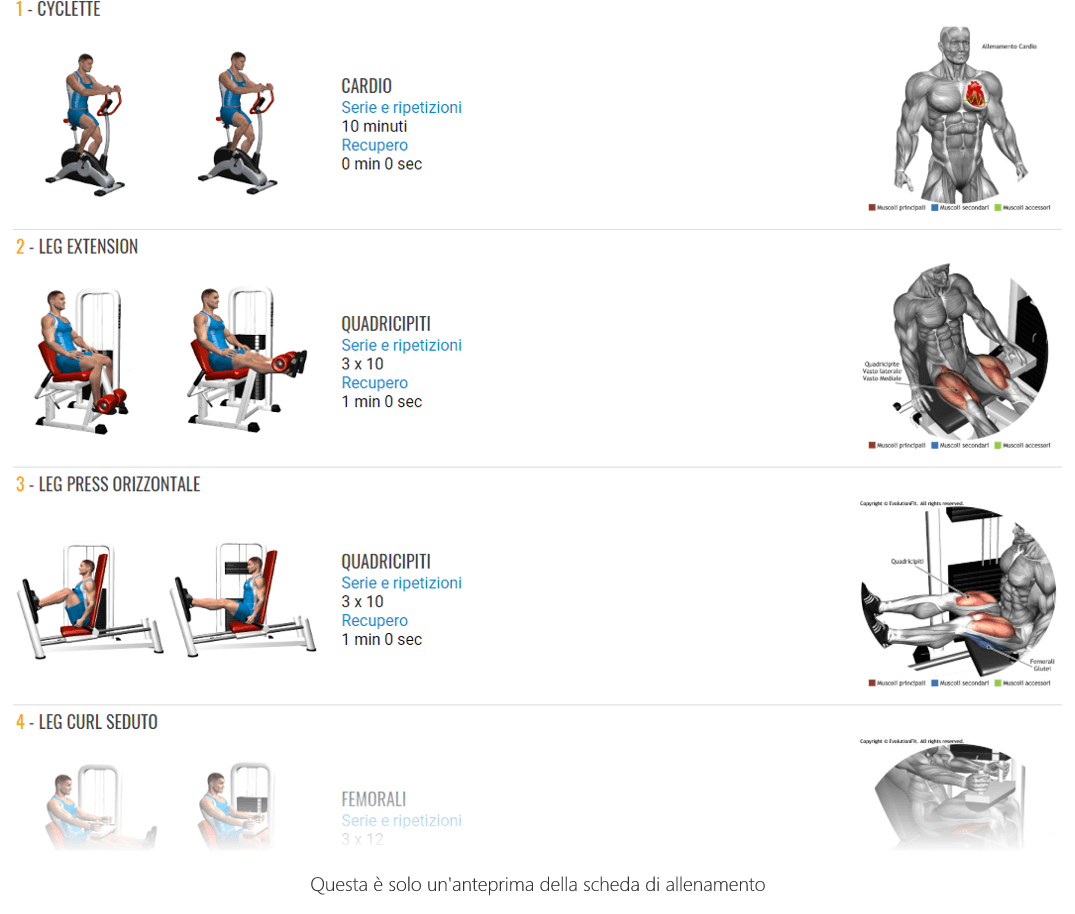 1 - CYCLETTE
Allenamento Cardio
CARDIO
Serie e ripetizioni
10 minuti
Recupero
0 min 0 sec
Muscoli principali Muscoli secondari Muscoli accessori
2 - LEG EXTENSION
QUADRICIPITI
Serie e ripetizioni
3 x 10
Recupero
1 min 0 sec
Quadricipite
Vasto laterale
Vasto Mediale
Muscoli principali Muscoli secondari Muscoli accessori
3 - LEG PRESS ORIZZONTALE
Copyright © EvolutionFit. All rights reserved.
QUADRICIPITI
Serie e ripetizioni
3 x 10
Recupero
1 min 0 sec
Quadricipiti
Femorali
Glutei
Muscoli principali Muscoli secondari Muscoli accessori
4 - LEG CURL SEDUTO
Copyright © EvolutionFit. All rights reserved.
FEMORALI
Serie e ripetizioni
3 x 12
Questa è solo un'anteprima della scheda di allenamento